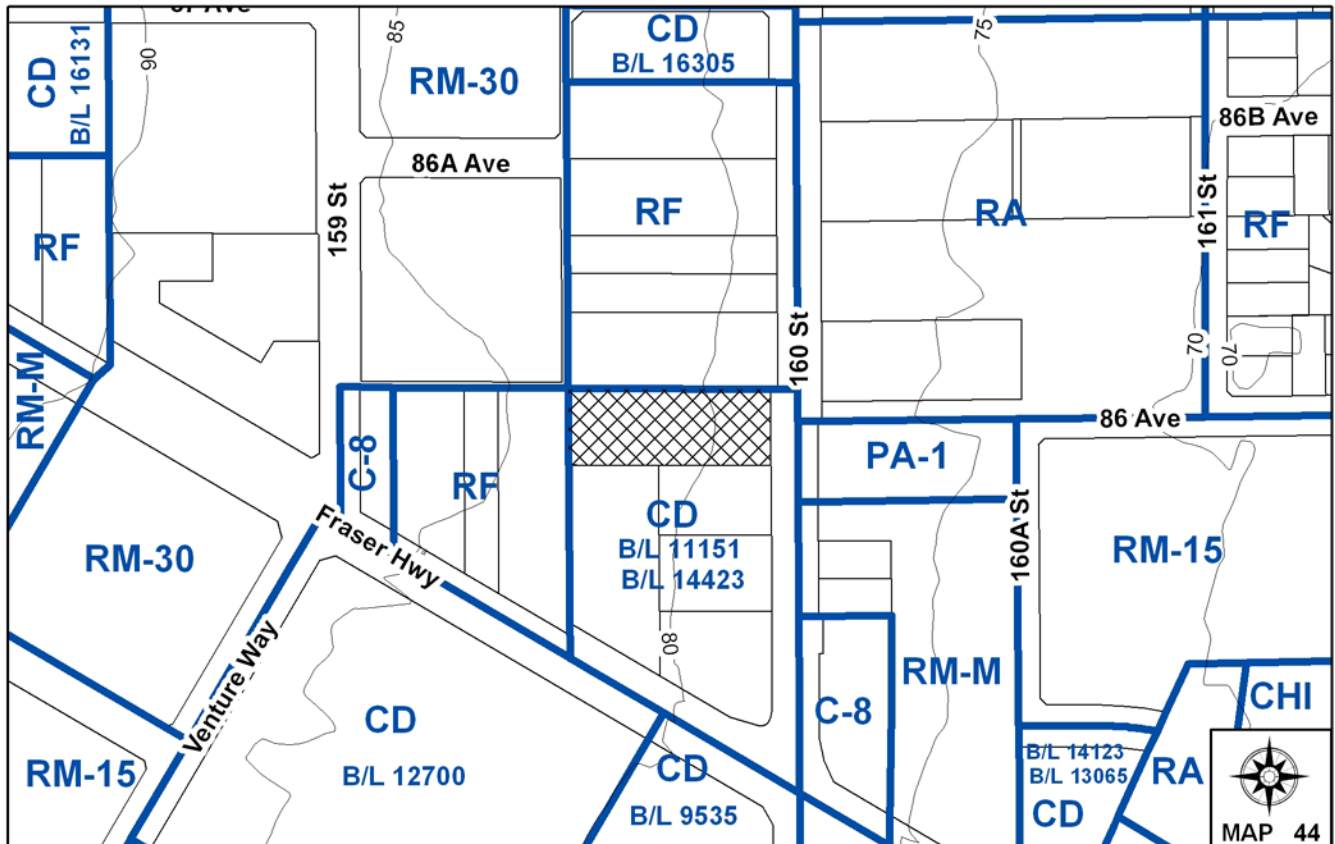 87 Ave
CD
B/L 16131
90
85
RM-30
CD
B/L 16305
75
86B Ave
86A Ave
159 St
RF
RF
RA
161 St
RF
160 St
70
70
RM-M
86 Ave
C-8
RF
PA-1
CD
B/L 11151
B/L 14423
160A St
RM-15
Fraser Hwy
RM-30
80
Venture Way
RM-M
CHI
C-8
CD
B/L 12700
RM-15
CD
B/L 9535
B/L 14123
B/L 13065
CD
RA
MAP 44